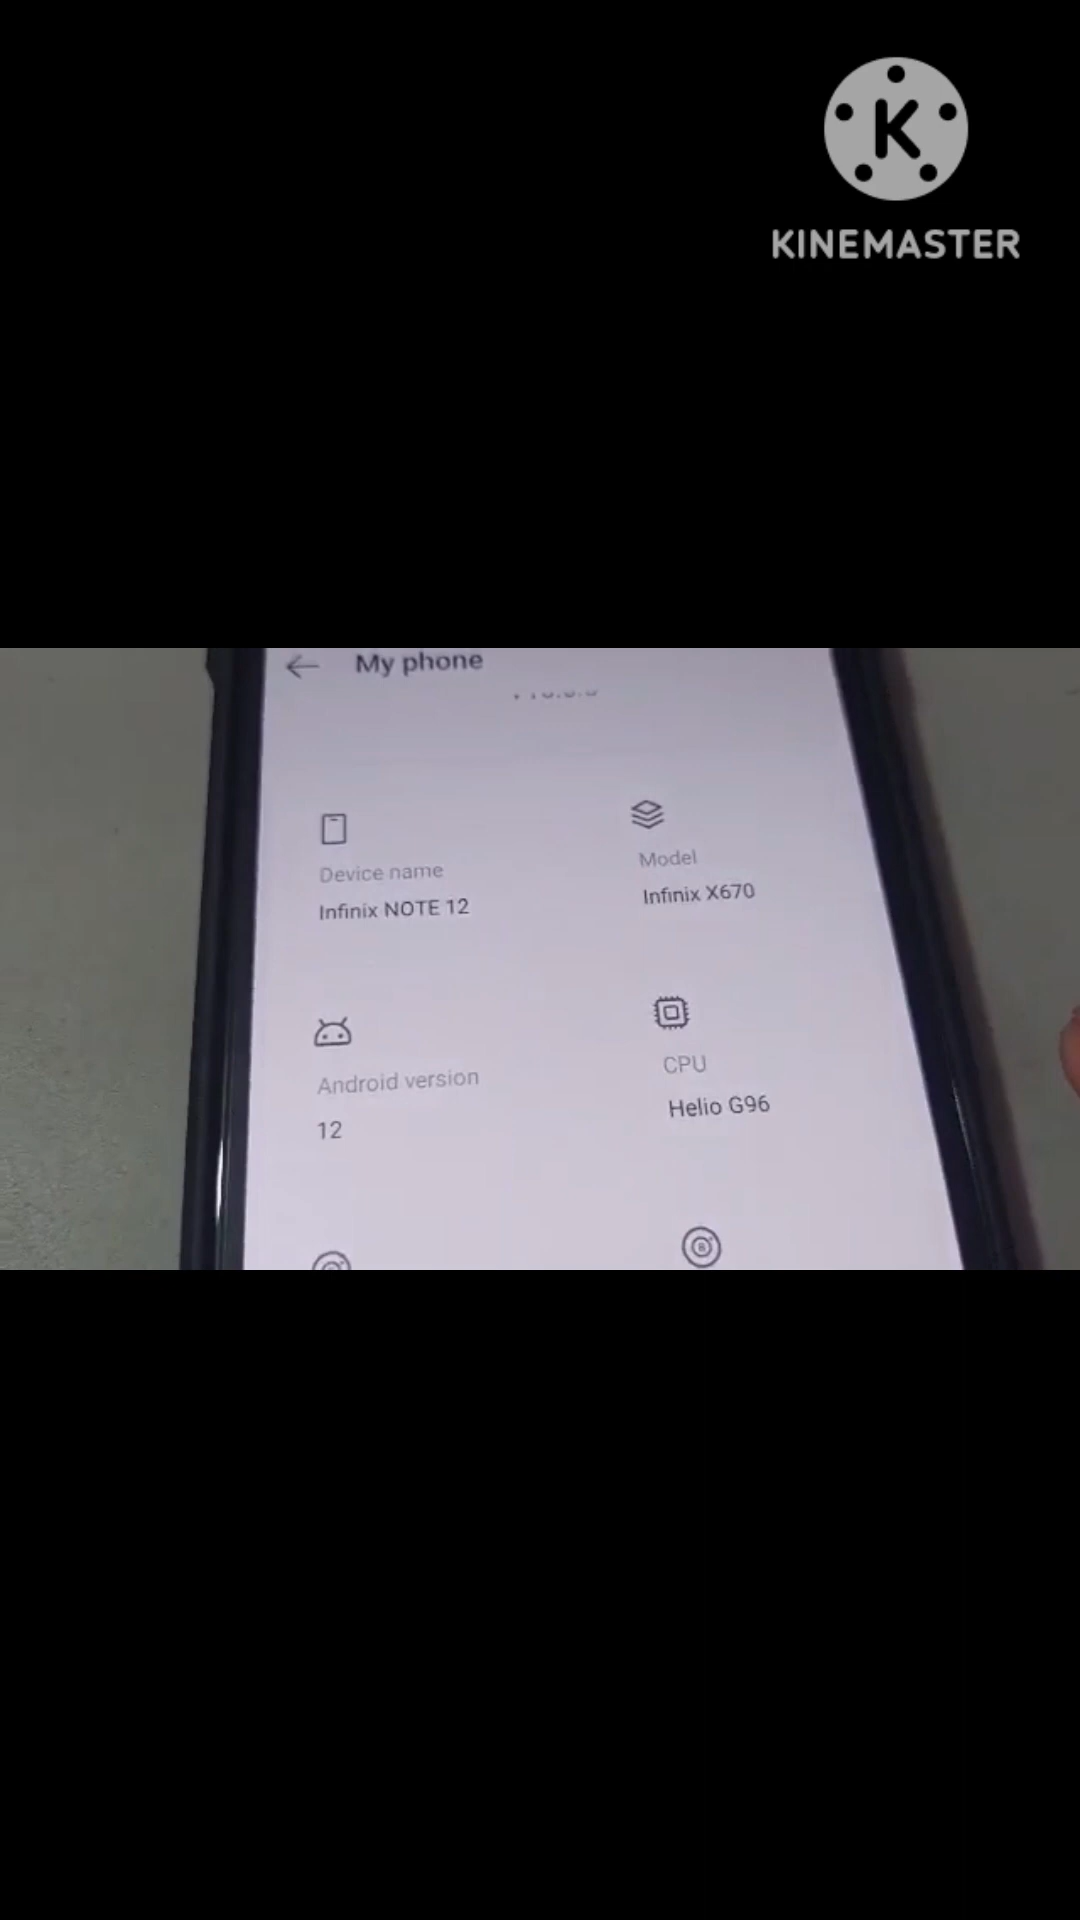 K
KINEMASTER
My phone
Device name
Infinix NOTE 12
Model
Infinix X670
Android version
12
CPU
Helio G96